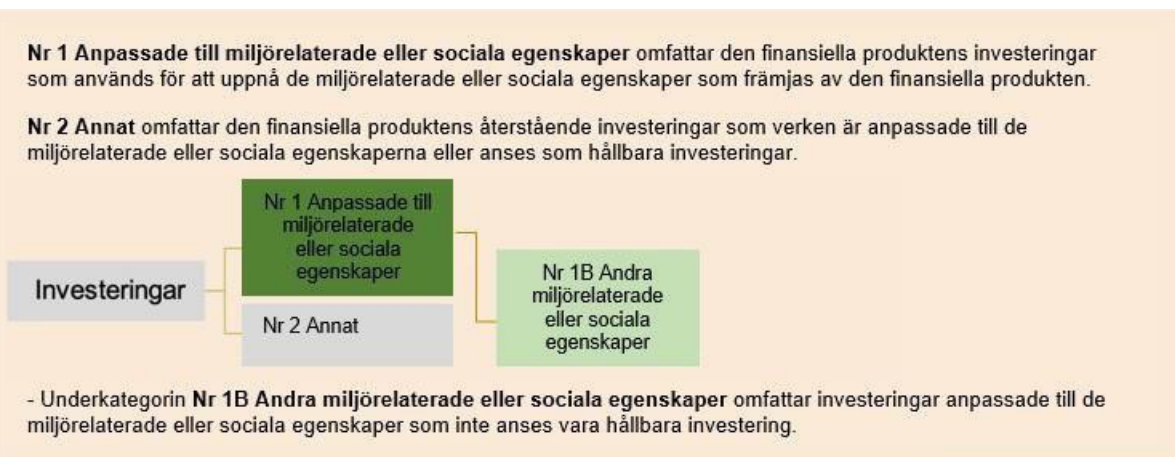 Nr 1 Anpassade till miljörelaterade eller sociala egenskaper omfattar den finansiella produktens investeringar
som används för att uppnå de miljörelaterade eller sociala egenskaper som främjas av den finansiella produkten.
Nr 2 Annat omfattar den finansiella produktens återstående investeringar som verken är anpassade till de
miljörelaterade eller sociala egenskaperna eller anses som hållbara investeringar.
Investeringar
Nr 1 Anpassade till
miljörelaterade
eller sociala
egenskaper
Nr 2 Annat
Nr 1B Andra
miljörelaterade
eller sociala
egenskaper
- Underkategorin Nr 1B Andra miljörelaterade eller sociala egenskaper omfattar investeringar anpassade till de
miljörelaterade eller sociala egenskaper som inte anses vara hållbara investering.